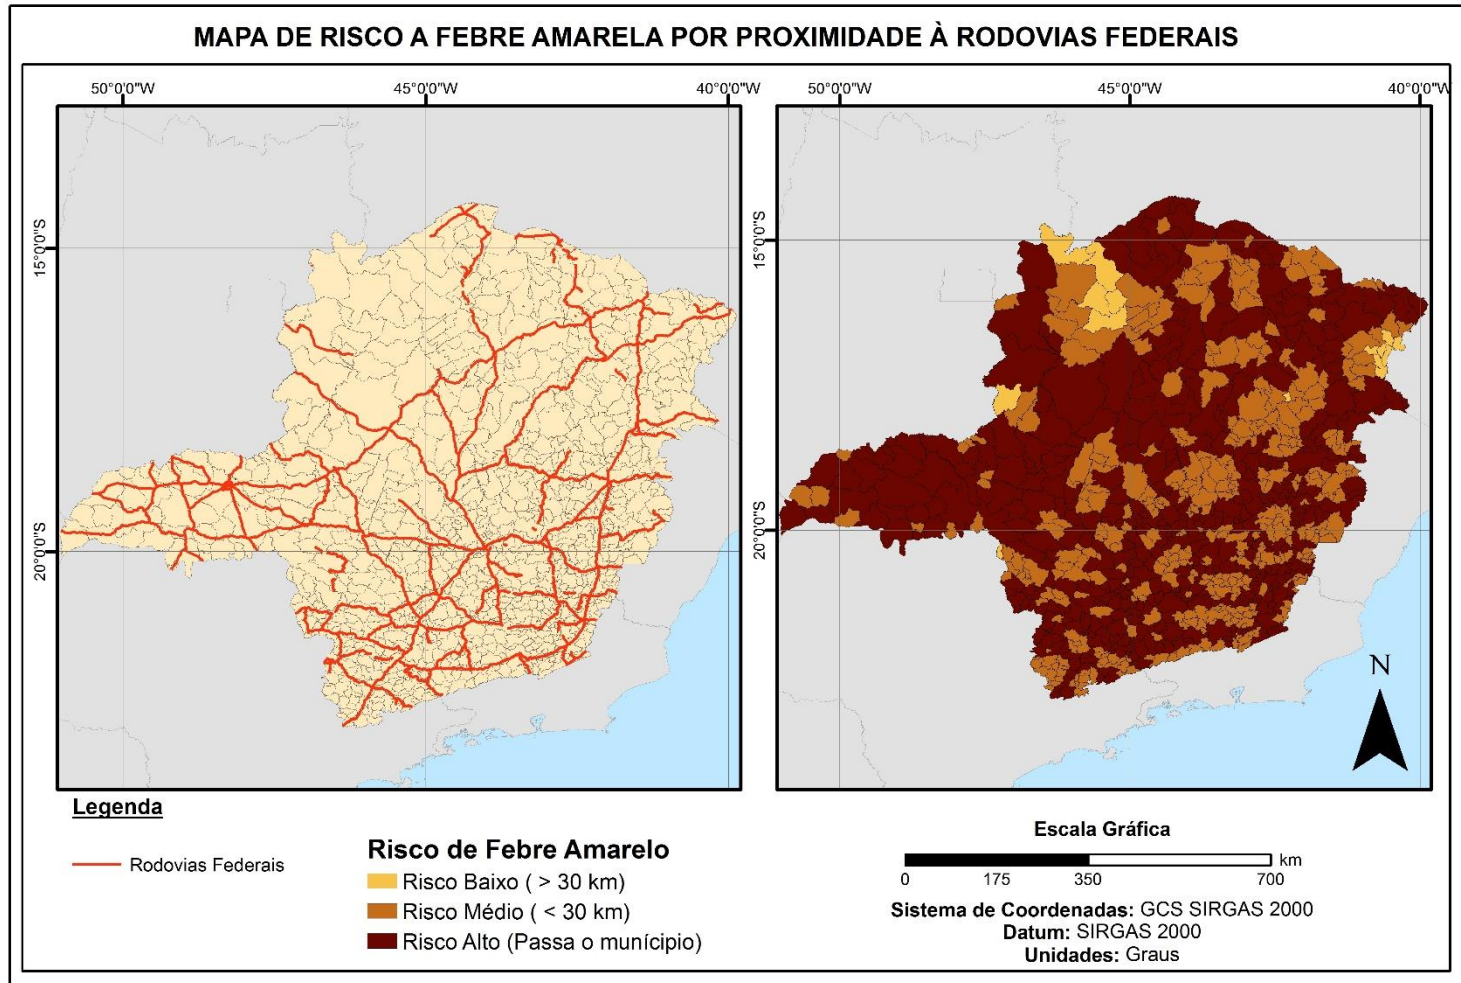 MAPA DE RISCO A FEBRE AMARELA POR PROXIMIDADE À RODOVIAS FEDERAIS
50°0'0"W 45°0'0"W 40°0'0"W
50°0'0"W 45°0'0"W 40°0'0"W
15°0'0"S
20°0'0"S
15°0'0"S
20°0'0"S
N
Legenda
Rodovias Federais
Risco de Febre Amarelo
Risco Baixo ( > 30 km)
Risco Médio ( < 30 km)
Risco Alto (Passa o munícipio)
Escala Gráfica
km
0 175 350 700
Sistema de Coordenadas: GCS SIRGAS 2000
Datum: SIRGAS 2000
Unidades: Graus